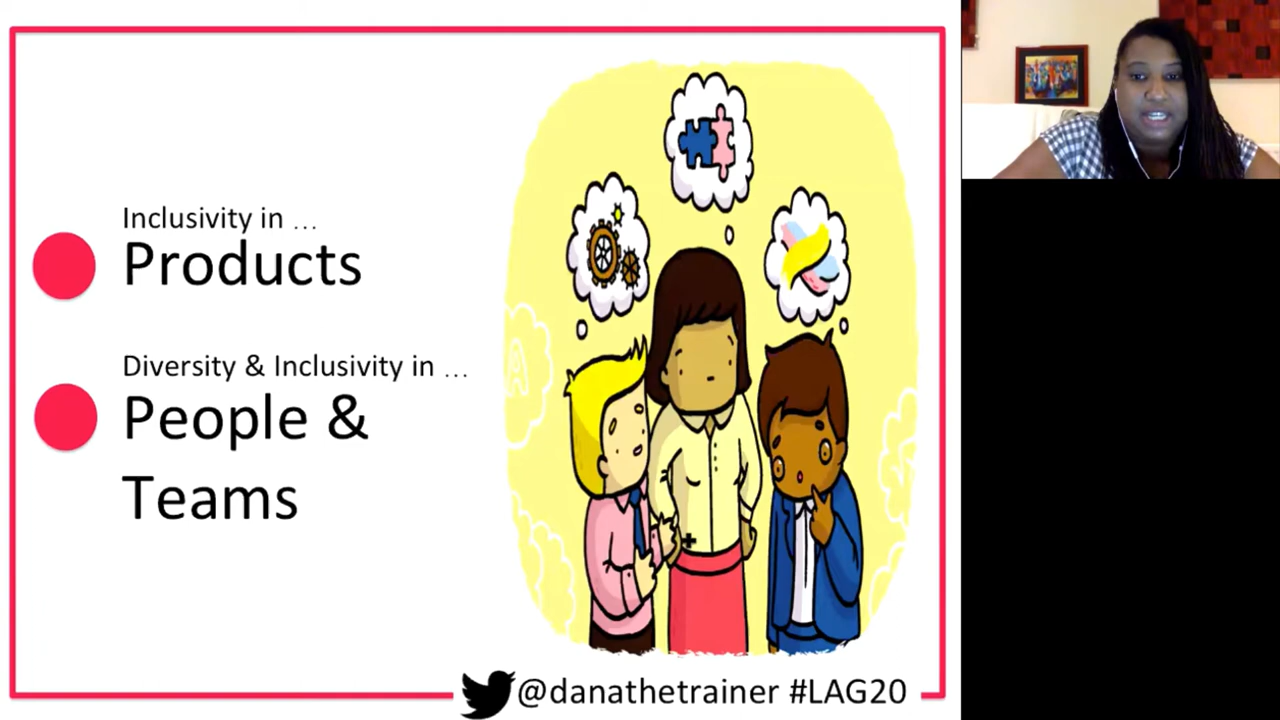 Inclusivity in ...
Products
Diversity & Inclusivity in ...
People &
Teams
@danathetrainer #LAG20